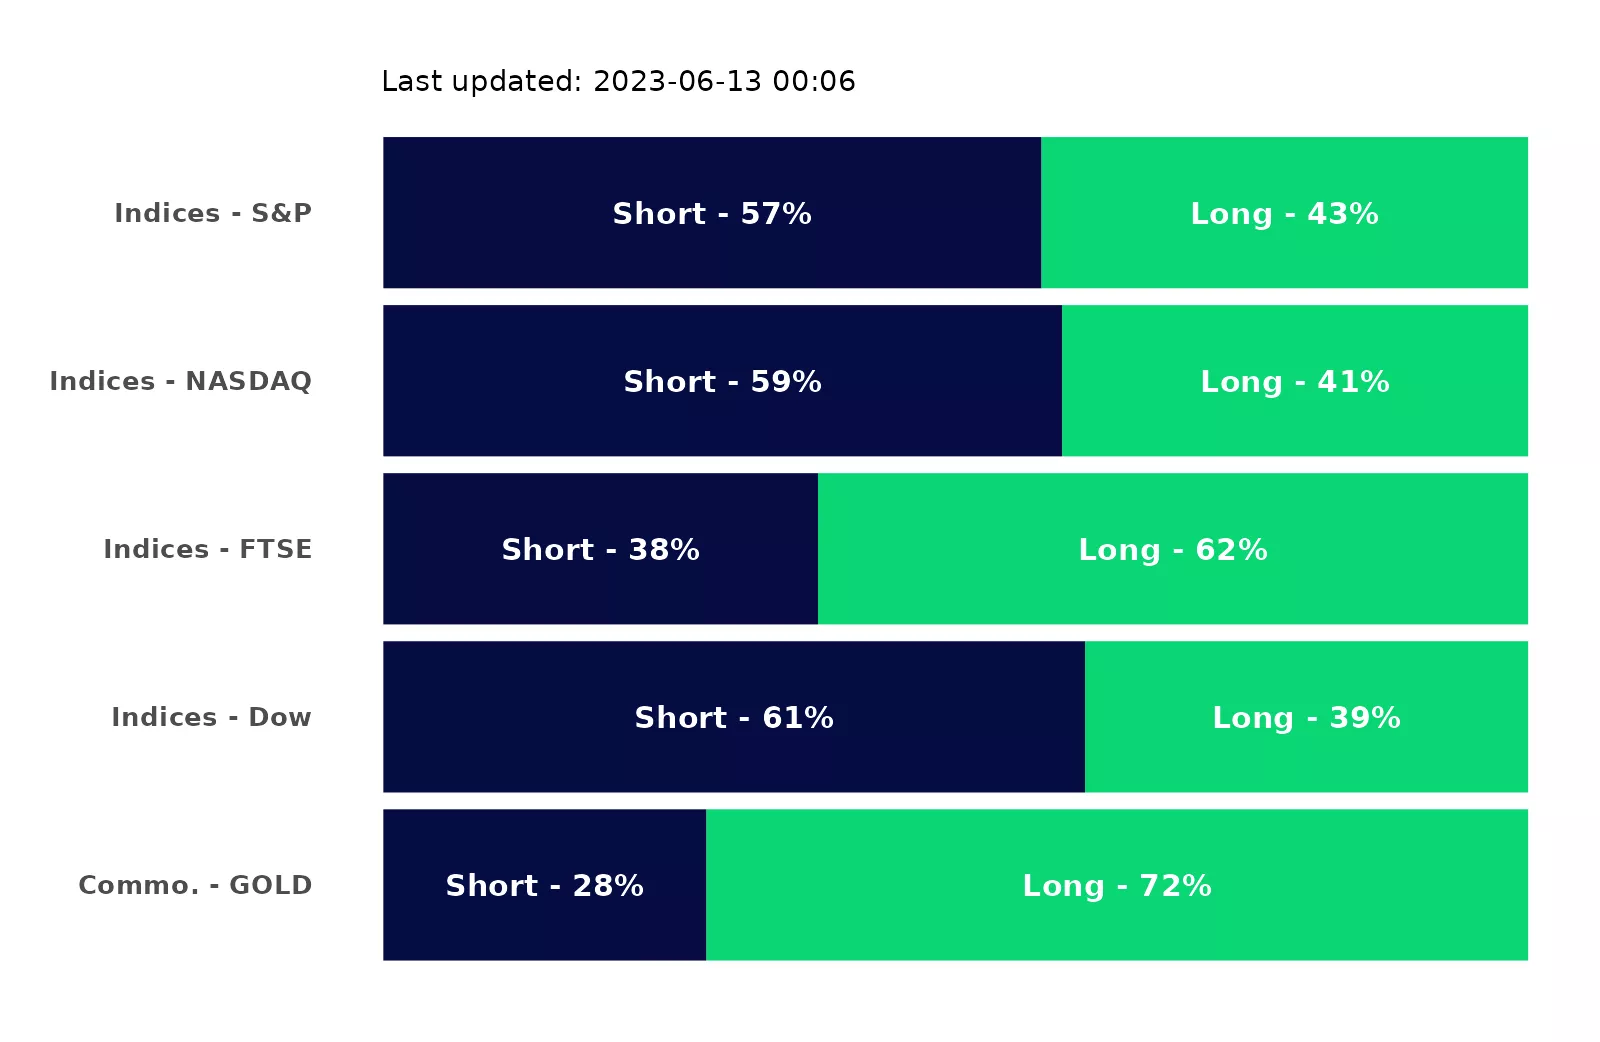 Last updated: 2023-06-13 00:06
Indices - S&P Short - 57% Long - 43%
Indices - NASDAQ Short - 59% Long - 41%
Indices - FTSE Short - 38% Long - 62%
Indices - Dow Short - 61% Long - 39%
Commo. - GOLD Short - 28% Long - 72%